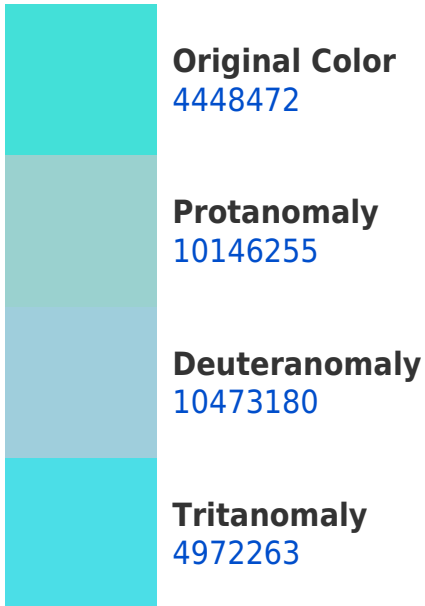 Original Color
4448472
Protanomaly
10146255
Deuteranomaly
10473180
Tritanomaly
4972263